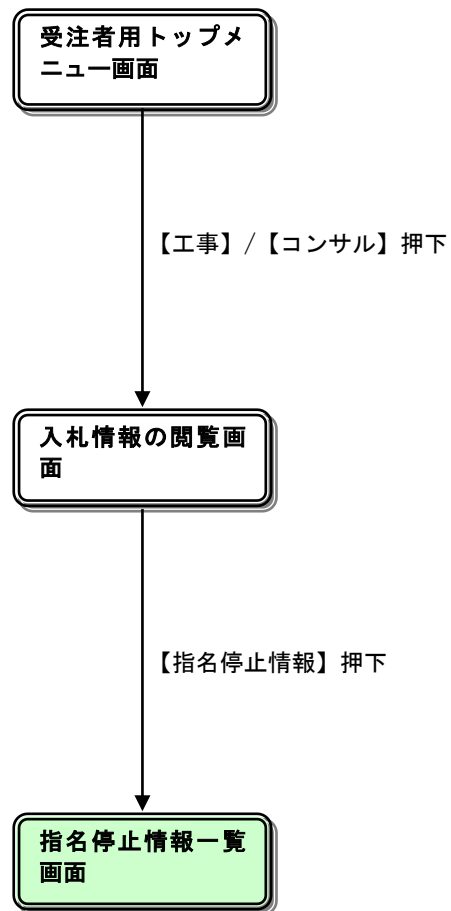 受注者用トップメ
ニュー画面
【工事】/【コンサル】押下
入札情報の閲覧画
面
【指名停止情報】押下
指名停止情報一覧
画面